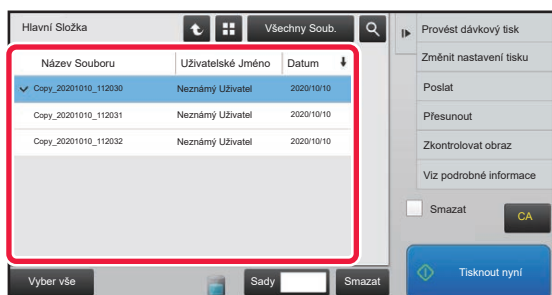 Hlavní Složka
Všechny Soub.
Název Souboru Uživatelské Jméno Datum
Copy_20201010_112030 Neznámý Uživatel 2020/10/10
Copy_20201010_112031 Neznámý Uživatel 2020/10/10
Copy_20201010_112032 Neznámý Uživatel 2020/10/10
Vyber vše
Sady
Smazat
Provést dávkový tisk
Změnit nastavení tisku
Poslat
Přesunout
Zkontrolovat obraz
Viz podrobné informace
Smazat
CA
Tisknout nyní